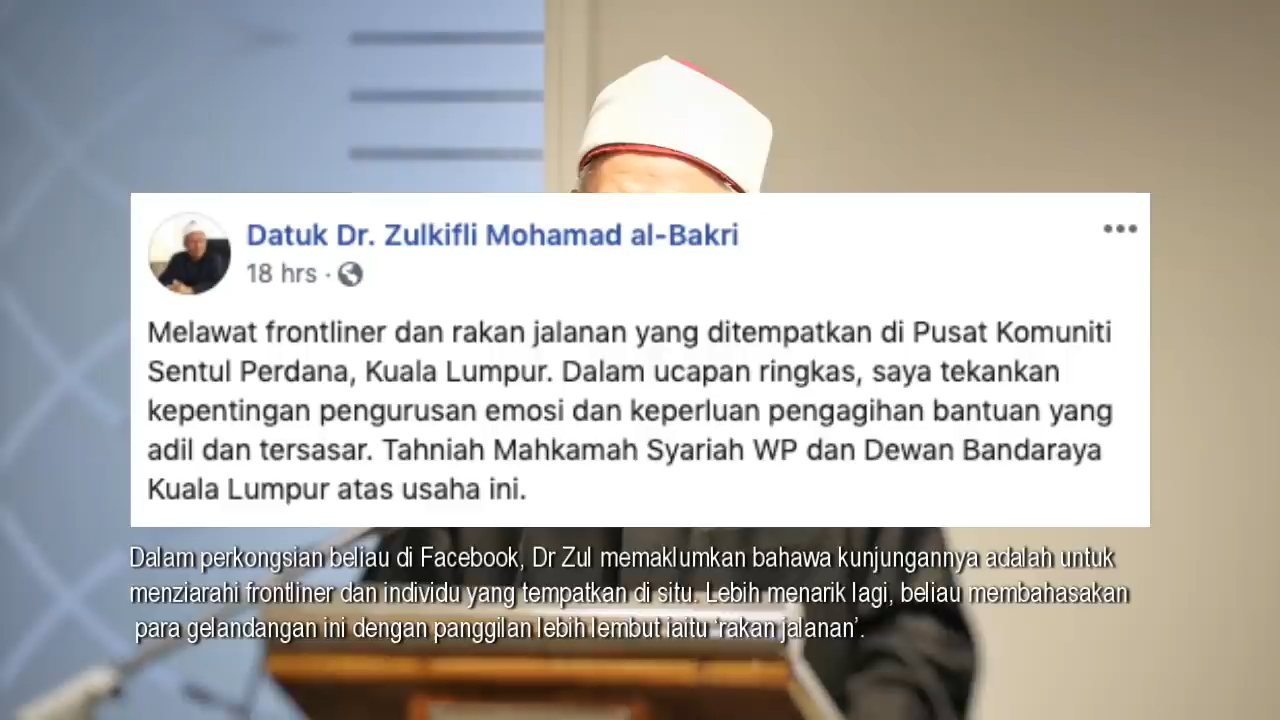 Datuk Dr. Zulkifli Mohamad al-Bakri
18 hrs ·
Melawat frontliner dan rakan jalanan yang ditempatkan di Pusat Komuniti
Sentul Perdana, Kuala Lumpur. Dalam ucapan ringkas, saya tekankan
kepentingan pengurusan emosi dan keperluan pengagihan bantuan yang
adil dan tersasar. Tahniah Mahkamah Syariah WP dan Dewan Bandaraya
Kuala Lumpur atas usaha ini.
Dalam perkongsian beliau di Facebook, Dr Zul memaklumkan bahawa kunjungannya adalah untuk
menziarahi frontliner dan individu yang tempatkan di situ. Lebih menarik lagi, beliau membahasakan
para gelandangan ini dengan panggilan lebih lembut iaitu ‘rakan jalanan’.